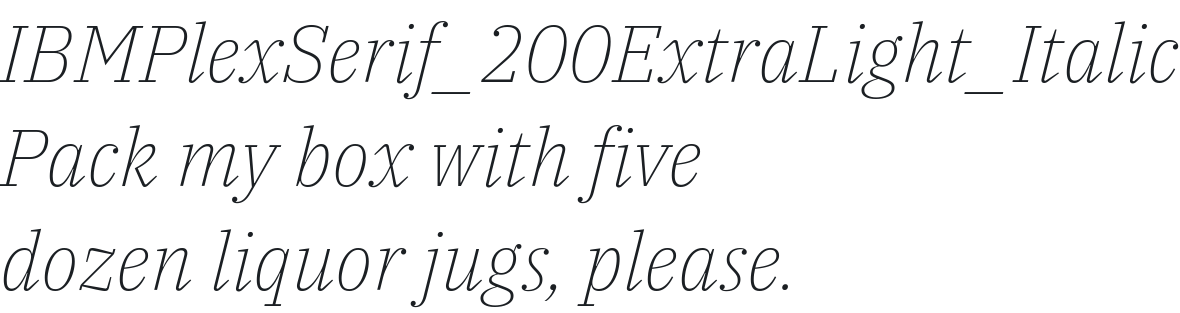 IBMPlexSerif_200ExtraLight_Italic
Pack my box with five
dozen liquor jugs, please.